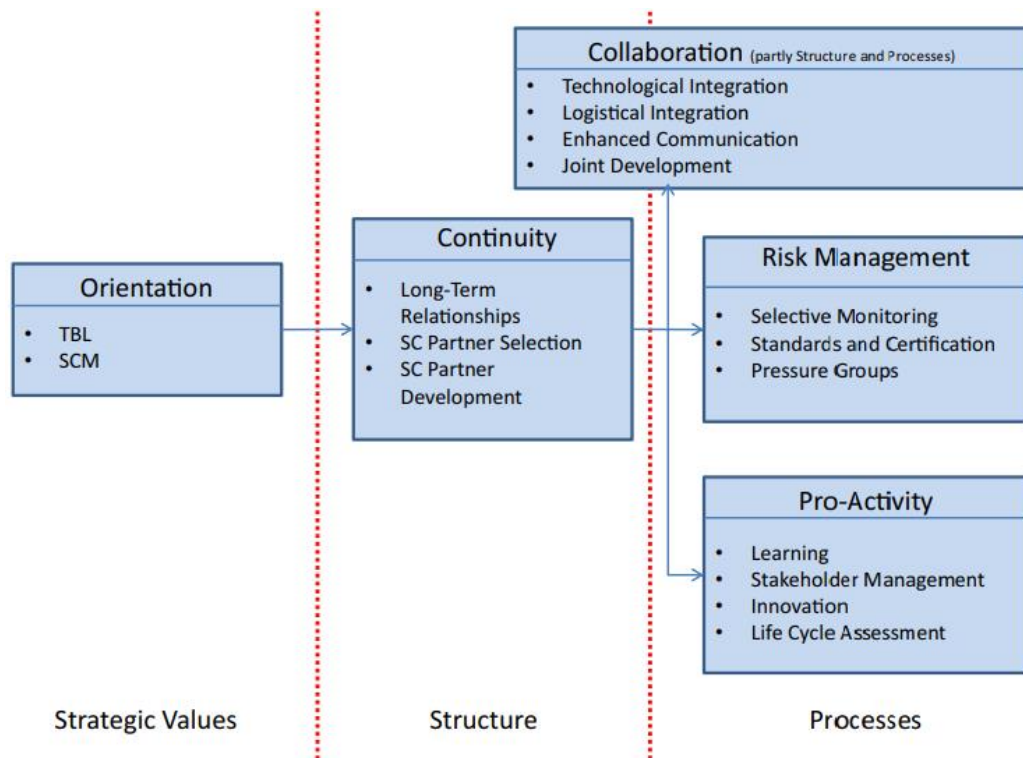 Collaboration (partly Structure and Processes)
• Technological Integration
• Logistical Integration
• Enhanced Communication
• Joint Development
Orientation
• TBL
• SCM
Continuity
• Long-Term
Relationships
• SC Partner Selection
• SC Partner
Development
Risk Management
• Selective Monitoring
• Standards and Certification
• Pressure Groups
Pro-Activity
• Learning
• Stakeholder Management
• Innovation
• Life Cycle Assessment
Strategic Values
Structure
Processes